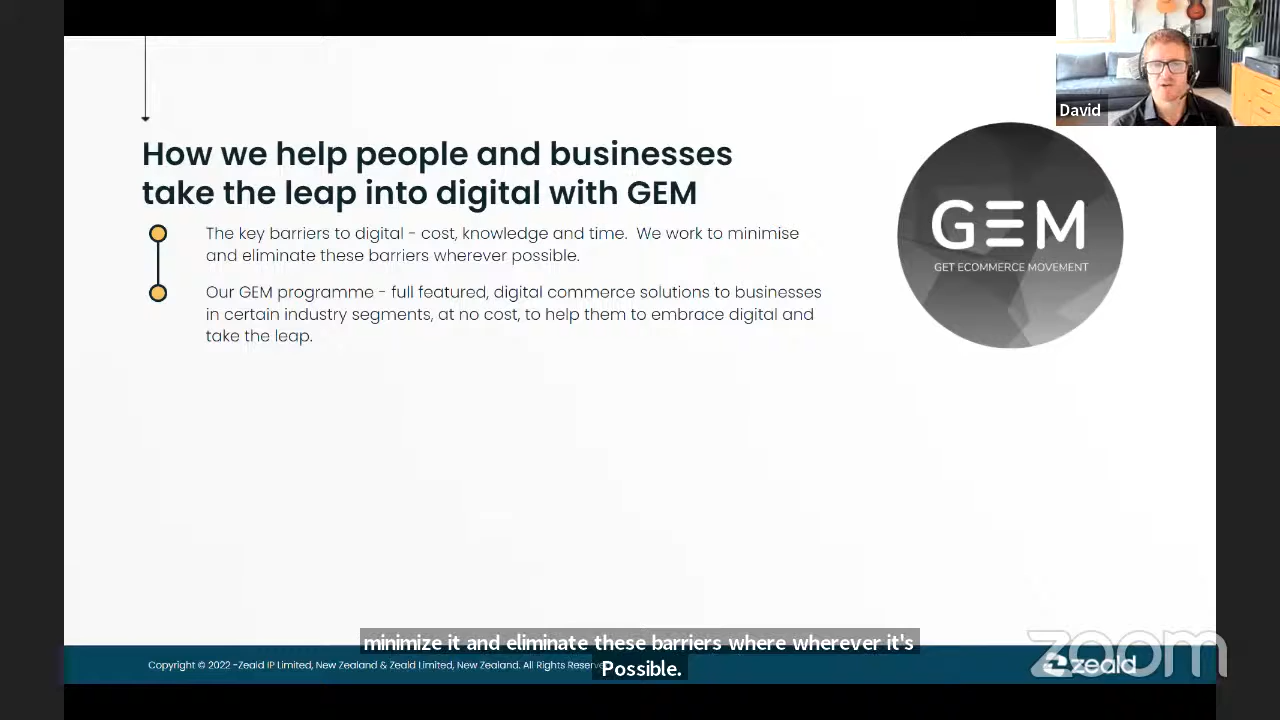 David
How we help people and businesses
take the leap into digital with GEM
The key barriers to digital - cost, knowledge and time. We work to minimise
and eliminate these barriers wherever possible.
Our GEM programme - full featured, digital commerce solutions to businesses
in certain industry segments, at no cost, to help them to embrace digital and
take the leap.
GEM
GET ECOMMERCE MOVEMENT
minimize it and eliminate these barriers where wherever it's
Possible.
Copyright © 2022 -Zeald IP Limited, New Zealand & Zeald Limited, New Zealand. All Rights Reserve
zeald
zoom